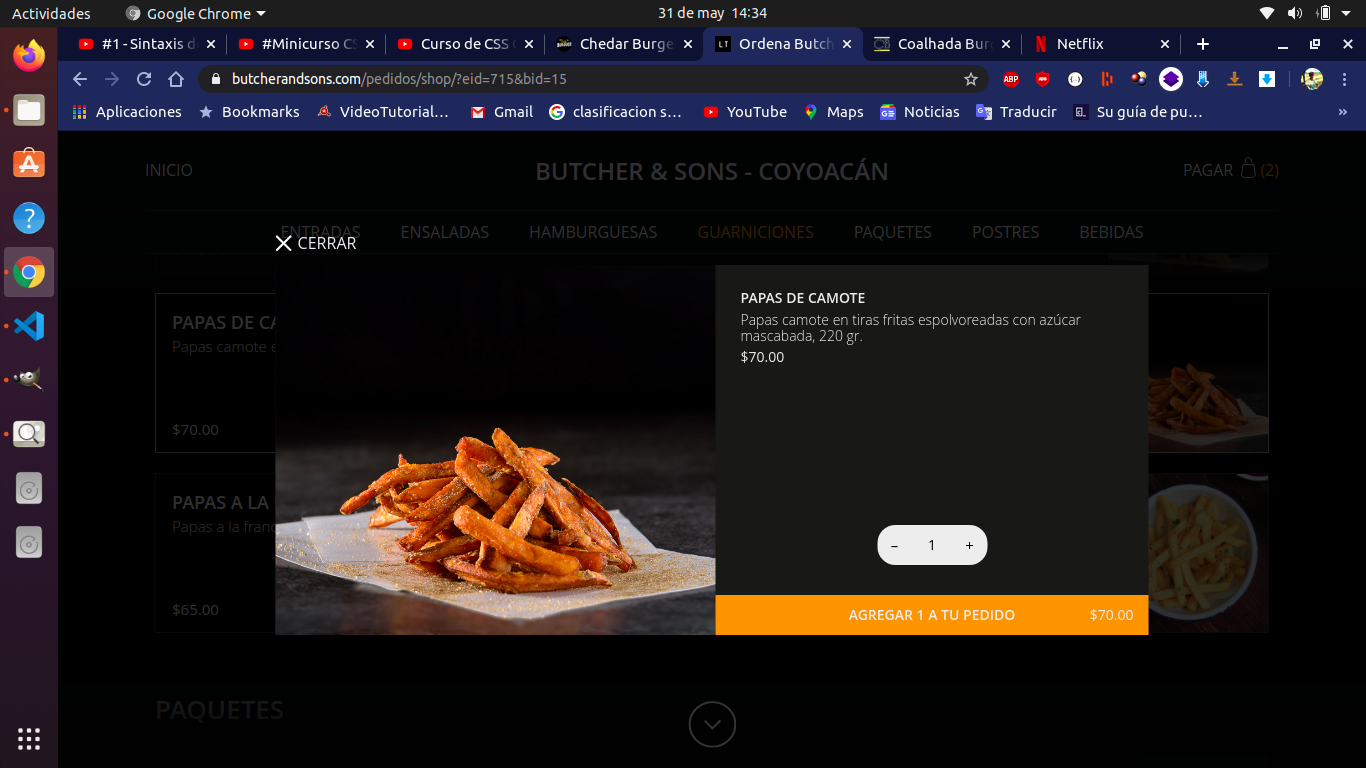 Actividades
Google Chrome
31 de may 14:34
#1 - Sintaxis d
#Minicurso CS
Curso de CSS
Chedar Burge
Ordena Butch
Coalhada Bur
Netflix
butcherandsons.com/pedidos/shop/?eid=715&bid=15
Aplicaciones
Bookmarks
VideoTutorial...
Gmail
clasificacion s...
YouTube
Maps
Noticias
Traducir
Su guía de pu...
»
INICIO
BUTCHER & SONS - COYOACÁN
PAGAR (2)
ENTRADAS
ENSALADAS
HAMBURGUESAS
GUARNICIONES
PAQUETES
POSTRES
BEBIDAS
CERRAR
PAPAS DE CA
Papas camote e
$70.00
PAPAS A LA
Papas a la franc
$65.00
PAPAS DE CAMOTE
Papas camote en tiras fritas espolvoreadas con azúcar
mascabada, 220 gr.
$70.00
– 1 +
AGREGAR 1 A TU PEDIDO $70.00
PAQUETES